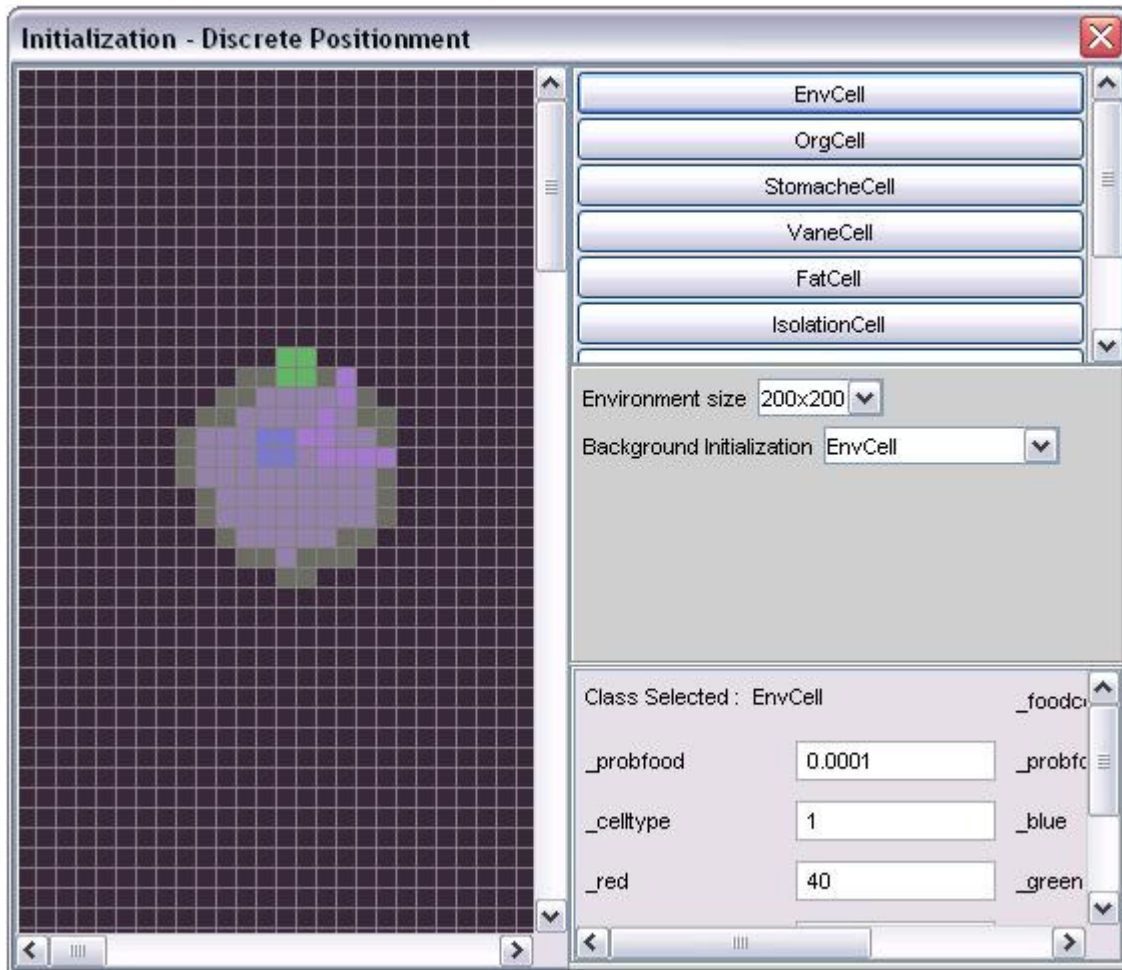 Initialization - Discrete Positionment
EnvCell
OrgCell
StomacheCell
VaneCell
FatCell
IsolationCell
Environment size 200x200
Background Initialization EnvCell
Class Selected : EnvCell
_probfood 0.0001
_celltype 1 _blue
_red 40 _green